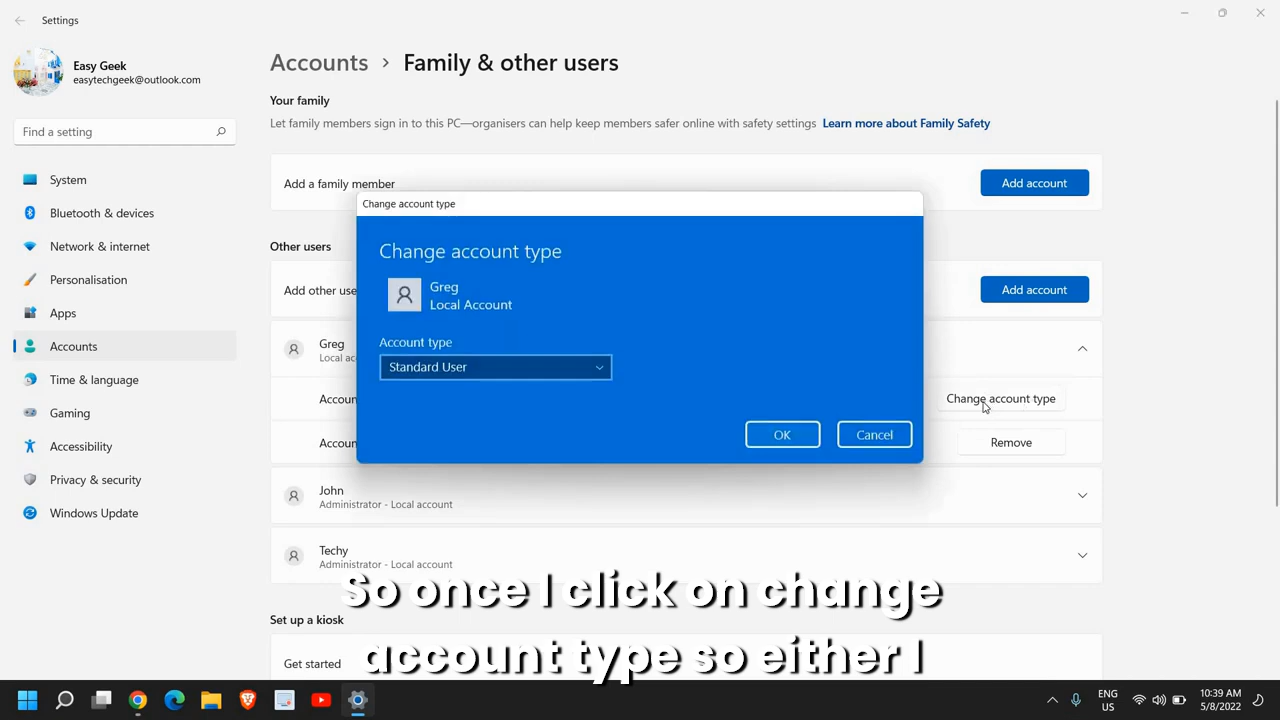 Settings
Easy Geek
easytechgeek@outlook.com
Find a setting
System
Bluetooth & devices
Network & internet
Personalisation
Apps
Accounts
Time & language
Gaming
Accessibility
Privacy & security
Windows Update
Accounts › Family & other users
Your family
Let family members sign in to this PC—organisers can help keep members safer online with safety settings Learn more about Family Safety
Add a family member
Add account
Other users
Add other use
Add account
Greg
Local ac
Accoun
Change account type
Accoun
Remove
John
Administrator - Local account
Techy
Administrator - Local account
Set up a kiosk
Get started
Change account type
Change account type
Greg
Local Account
Account type
Standard User
OK
Cancel
So once I click on change
account type so either I
ENG
US
10:39 AM
5/8/2022